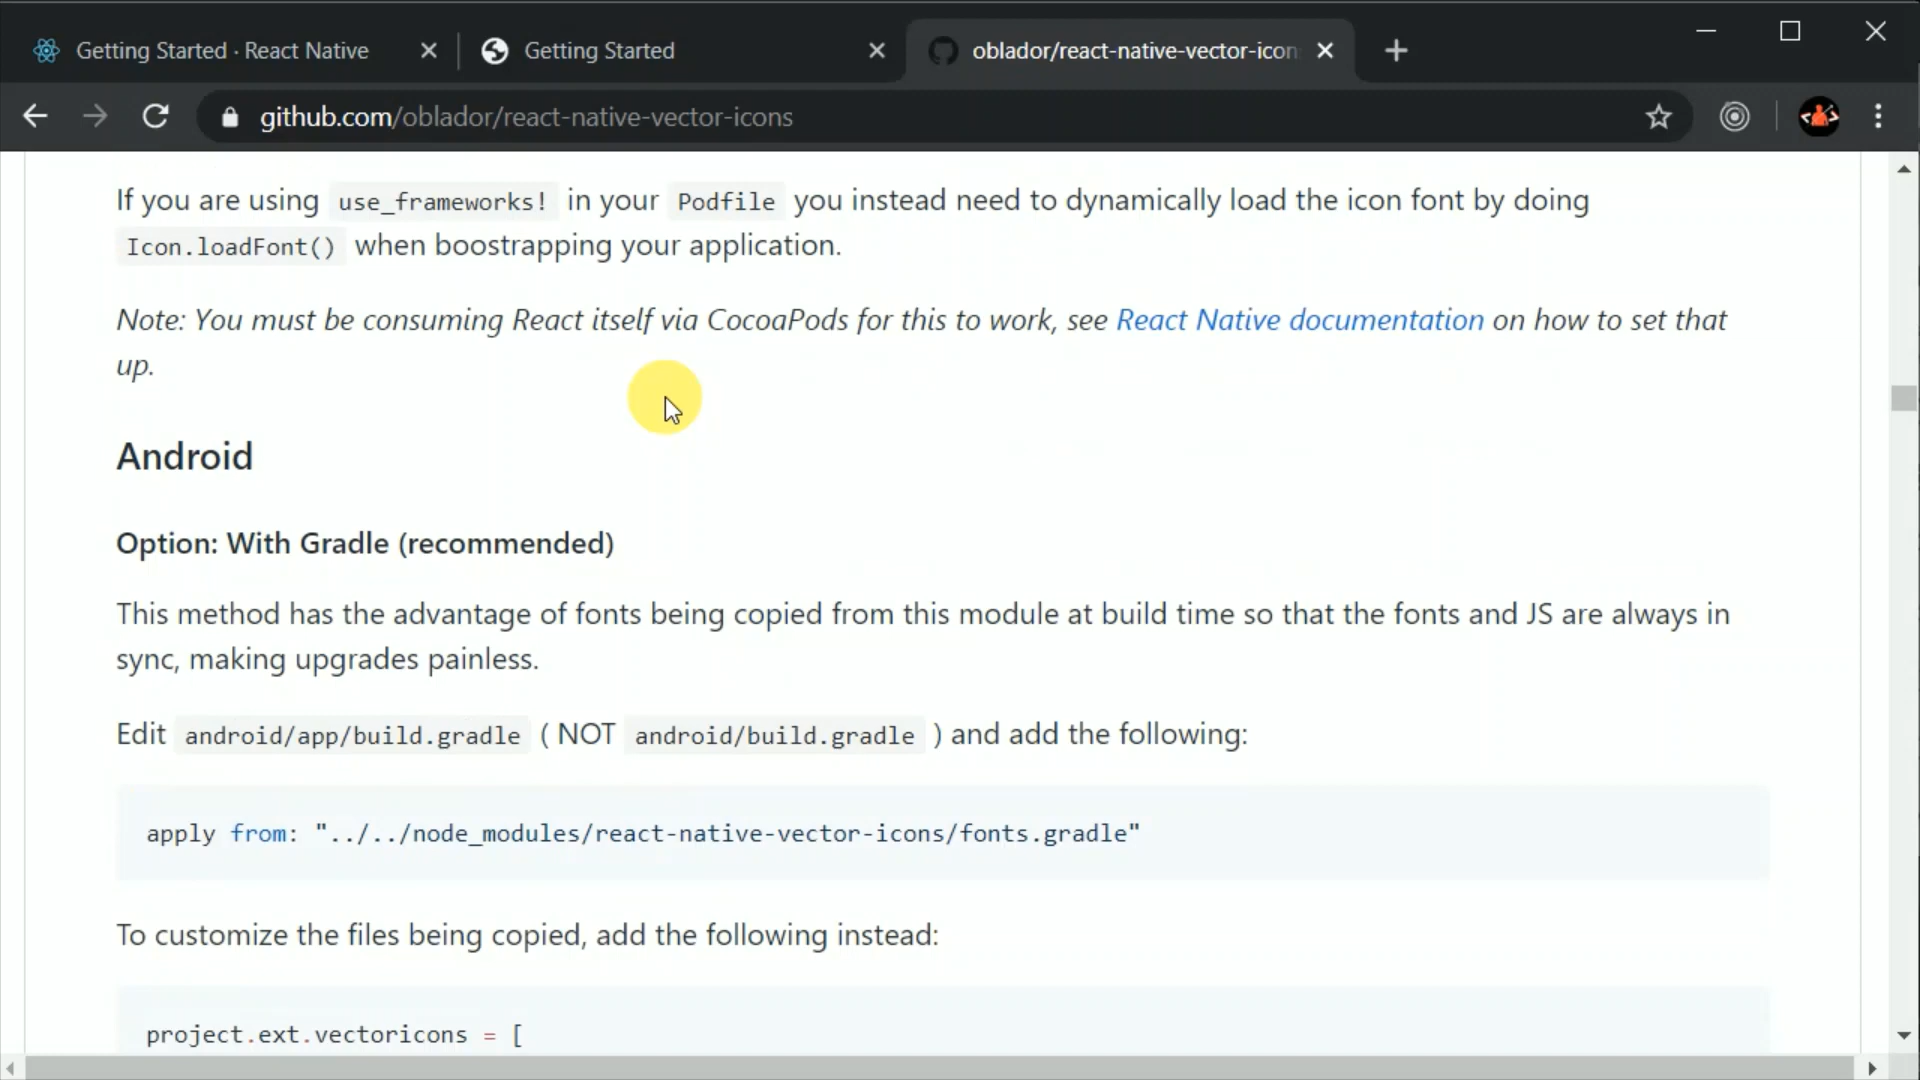 Getting Started · React Native
Getting Started
oblador/react-native-vector-icon
github.com/oblador/react-native-vector-icons
If you are using use_frameworks! in your Podfile you instead need to dynamically load the icon font by doing
Icon.loadFont() when boostrapping your application.
Note: You must be consuming React itself via CocoaPods for this to work, see React Native documentation on how to set that
up.
Android
Option: With Gradle (recommended)
This method has the advantage of fonts being copied from this module at build time so that the fonts and JS are always in
sync, making upgrades painless.
Edit android/app/build.gradle ( NOT android/build.gradle ) and add the following:
apply from: "../../node_modules/react-native-vector-icons/fonts.gradle"
To customize the files being copied, add the following instead:
project.ext.vectoricons = [